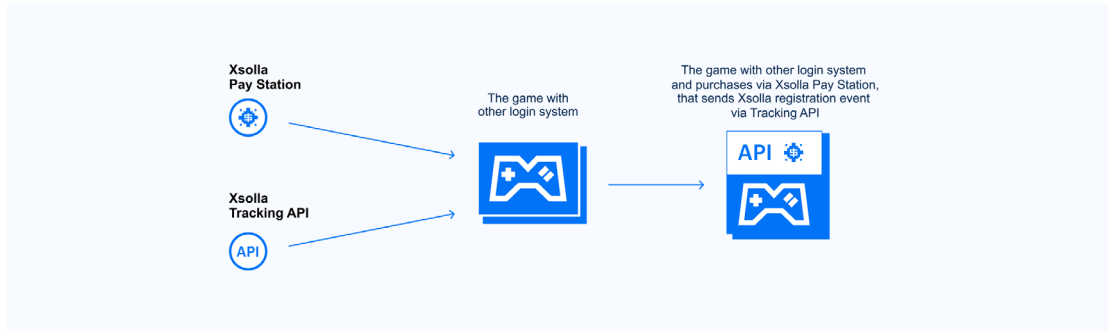 Xsolla
Pay Station
Xsolla
Tracking API
API
The game with
other login system
The game with other login system
and purchases via Xsolla Pay Station,
that sends Xsolla registration event
via Tracking API
API